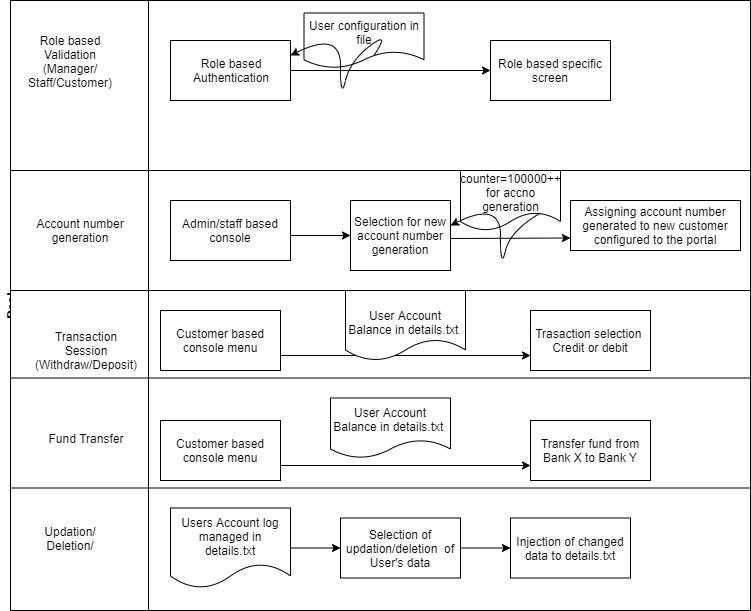 Role based
Validation
(Manager/
Staff/Customer)
Role based
Authentication
User configuration in
file
Role based specific
screen
Account number
generation
Admin/staff based
console
Selection for new
account number
generation
counter=100000++
for accno
generation
Assigning account number
generated to new customer
configured to the portal
Transaction
Session
(Withdraw/Deposit)
Customer based
console menu
User Account
Balance in details.txt
Trasaction selection
Credit or debit
Fund Transfer
Customer based
console menu
User Account
Balance in details.txt
Transfer fund from
Bank X to Bank Y
Updation/
Deletion/
Users Account log
managed in
details.txt
Selection of
updation/deletion of
User's data
Injection of changed
data to details.txt